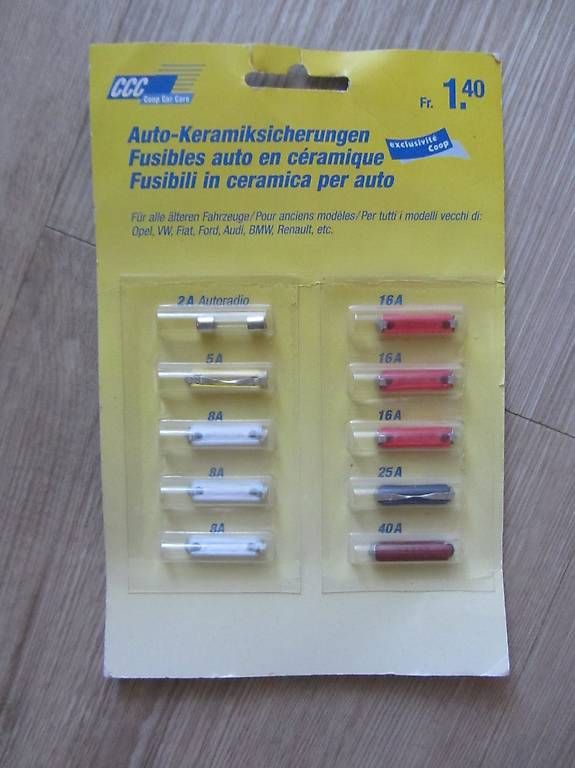 CCC
Coop Car Care
Fr. 1.40
Auto-Keramiksicherungen
Fusibles auto en céramique
Fusibili in ceramica per auto
exclusivité
Coop
Für alle älteren Fahrzeuge/Pour anciens modèles/Per tutti i modelli vecchi di:
Opel, VW, Fiat, Ford, Audi, BMW, Renault, etc.
2A Autoradio
16A
5A
16A
8A
16A
8A
25A
8A
40A